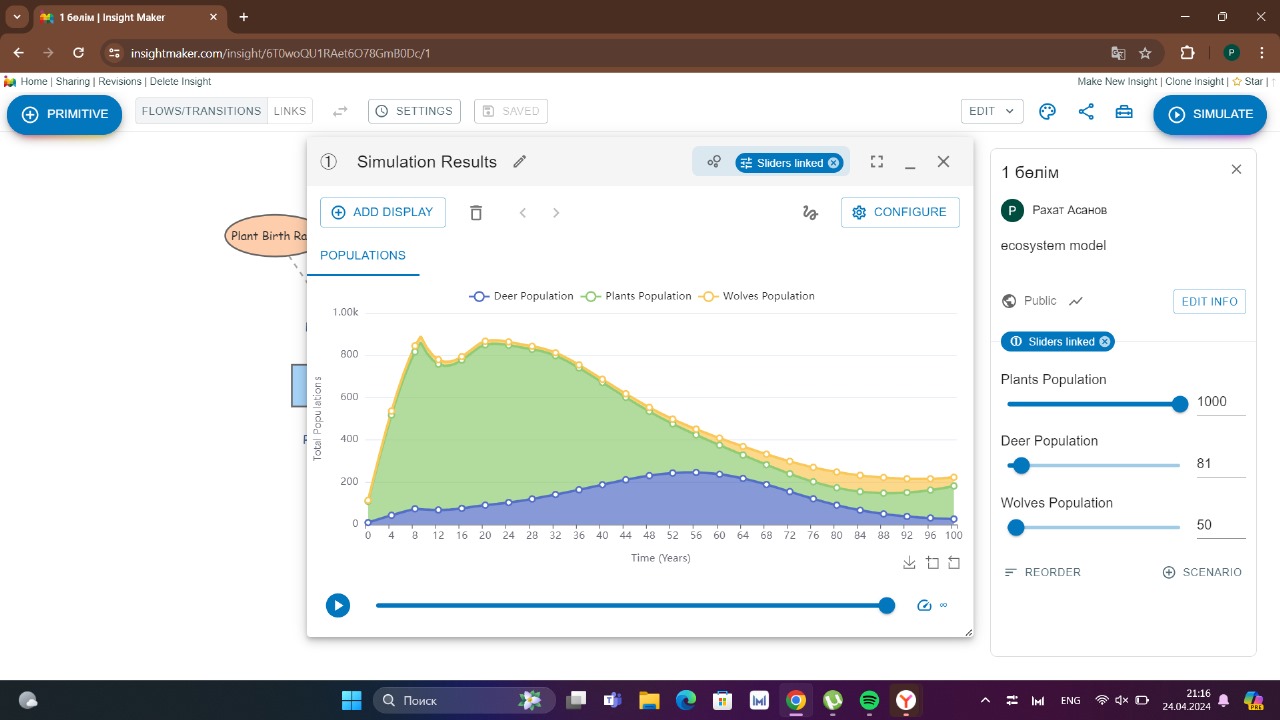 1 бөлім | Insight Maker
insightmaker.com/insight/6T0woQU1RAet6O78GmB0Dc/1
P
Home | Sharing | Revisions | Delete Insight
Make New Insight | Clone Insight | Star |
PRIMITIVE
FLOWS/TRANSITIONS
LINKS
SETTINGS
SAVED
EDIT
SIMULATE
1
Simulation Results
Sliders linked
ADD DISPLAY
CONFIGURE
POPULATIONS
Plant Birth Ra
Deer Population
Plants Population
Wolves Population
1.00k
800
600
400
200
0
Total Populations
0 4 8 12 16 20 24 28 32 36 40 44 48 52 56 60 64 68 72 76 80 84 88 92 96 100
Time (Years)
∞
1 бөлім
P
Рахат Асанов
ecosystem model
Public
EDIT INFO
Sliders linked
Plants Population
1000
Deer Population
81
Wolves Population
50
REORDER
SCENARIO
Поиск
ENG
21:16
24.04.2024
PRE